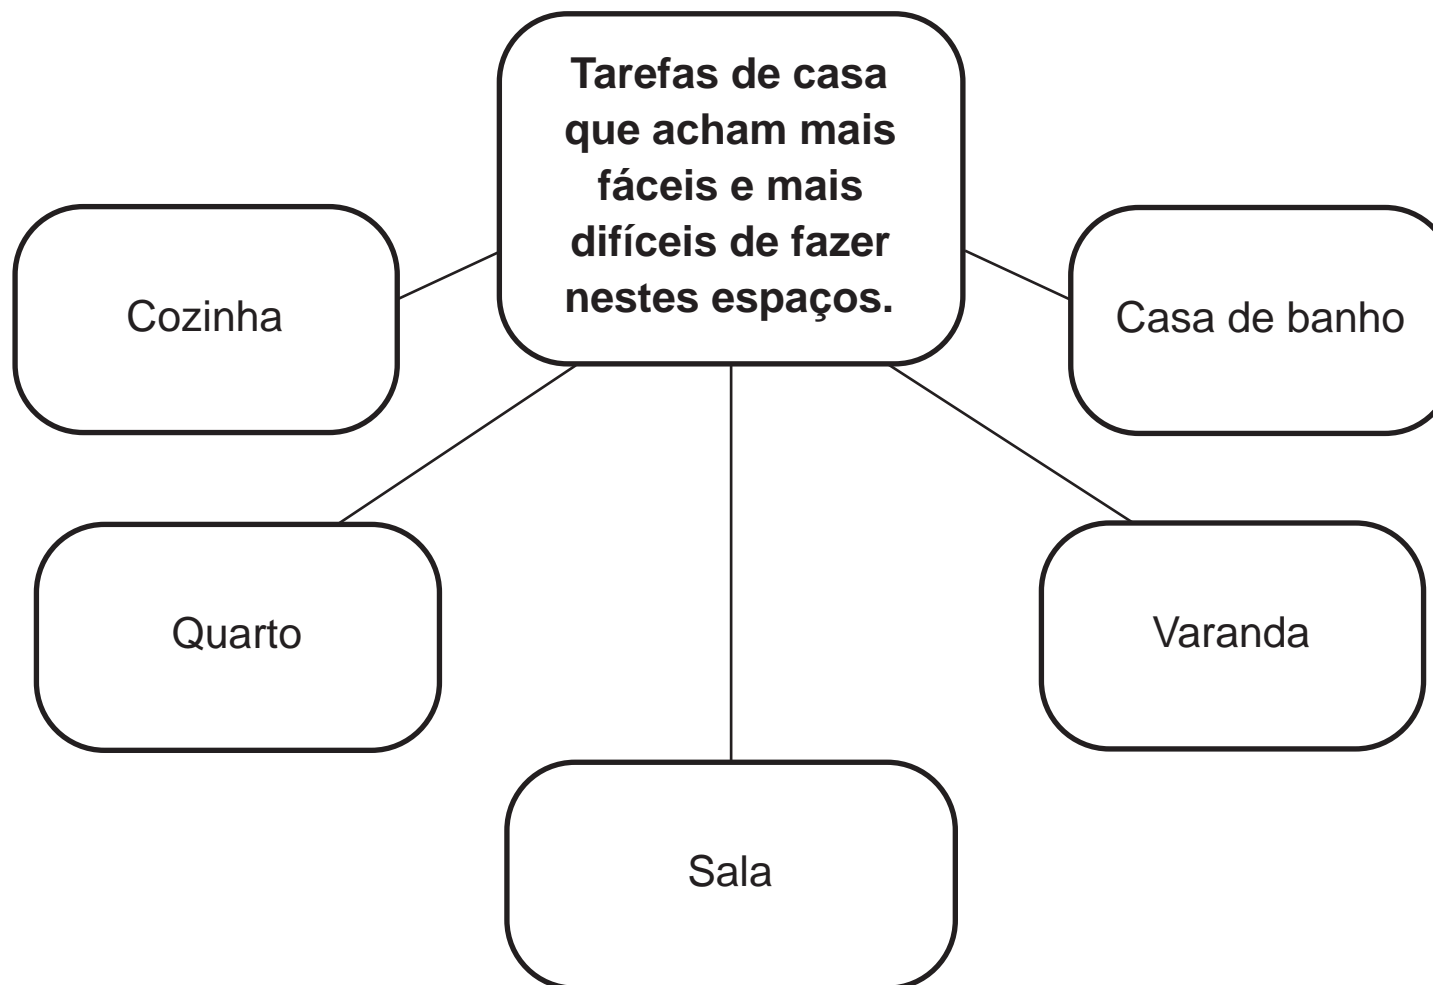 Tarefas de casa
que acham mais
fáceis e mais
difíceis de fazer
nestes espaços.
Cozinha
Casa de banho
Quarto
Varanda
Sala